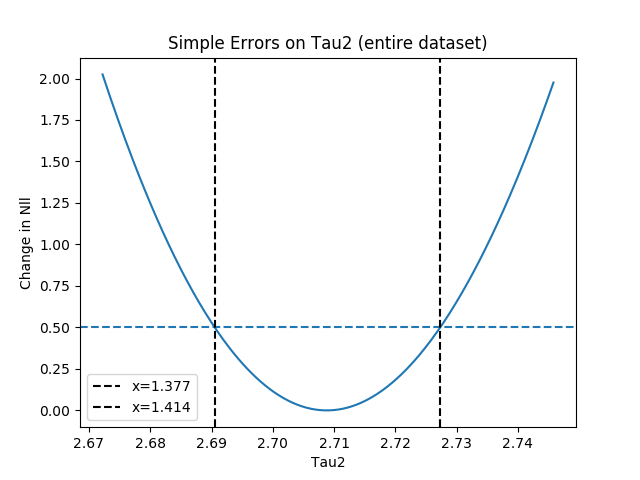 Simple Errors on Tau2 (entire dataset)
2.00
1.75
1.50
1.25
1.00
0.75
0.50
0.25
0.00
Change in Nll
x=1.377
x=1.414
2.67 2.68 2.69 2.70 2.71 2.72 2.73 2.74
Tau2